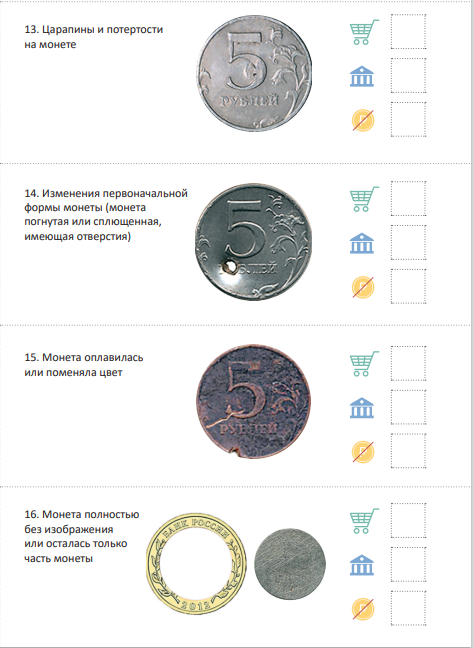 13. Царапины и потертости
на монете
5
РУБЛЕЙ
14. Изменения первоначальной
формы монеты (монета
погнутая или сплющенная,
имеющая отверстия)
5
15. Монета оплавилась
или поменяла цвет
5
РУБЛЕЙ
16. Монета полностью
без изображения
или осталась только
часть монеты
БАНК РОССИИ
2012